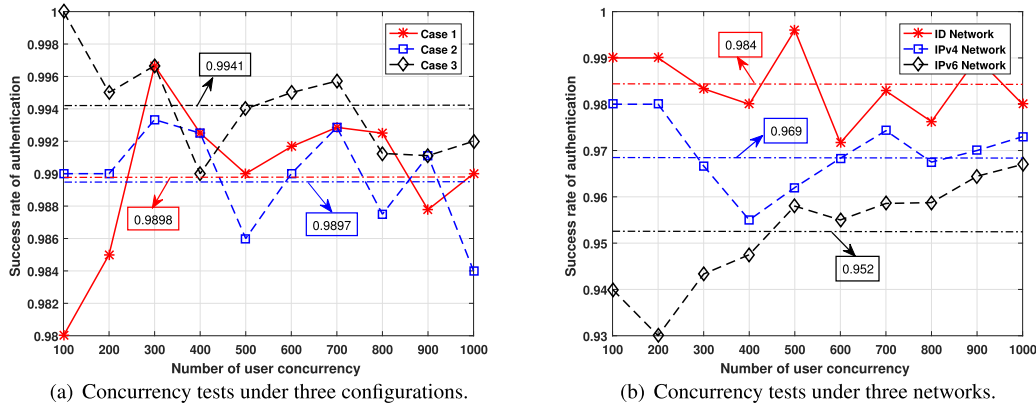 1
0.998
0.996
0.994
0.992
0.99
0.988
0.986
0.984
0.982
0.98
Success rate of authentication
Case 1
Case 2
Case 3
0.9941
0.9898
0.9897
100 200 300 400 500 600 700 800 900 1000
Number of user concurrency
(a) Concurrency tests under three configurations.
1
0.99
0.98
0.97
0.96
0.95
0.94
0.93
Success rate of authentication
ID Network
IPv4 Network
IPv6 Network
0.984
0.969
0.952
100 200 300 400 500 600 700 800 900 1000
Number of user concurrency
(b) Concurrency tests under three networks.